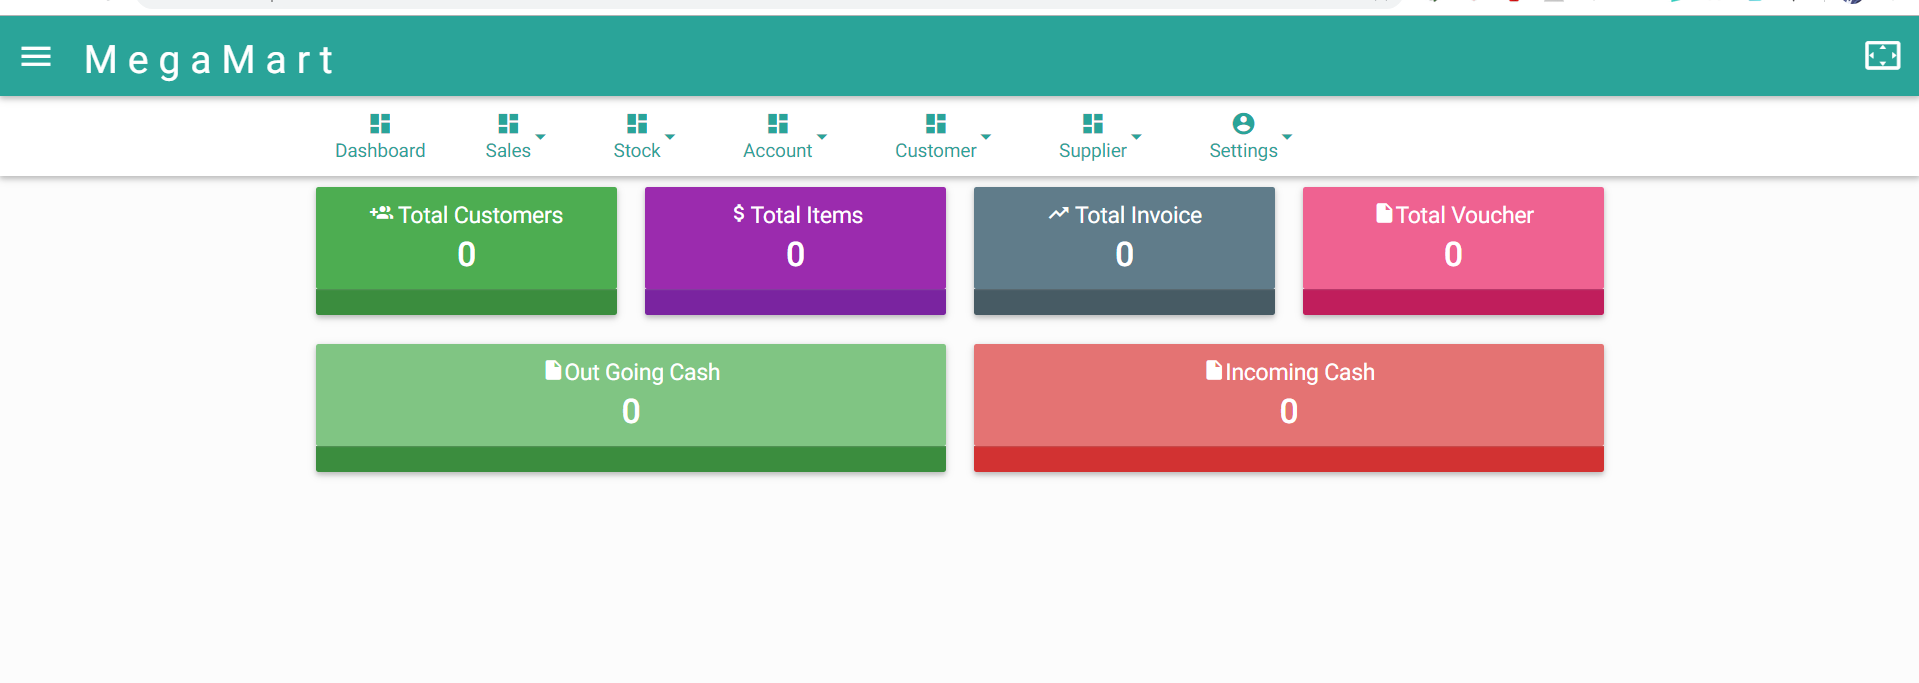 MegaMart
Dashboard Sales Stock Account Customer Supplier Settings
Total Customers
0
$ Total Items
0
Total Invoice
0
Total Voucher
0
Out Going Cash
0
Incoming Cash
0